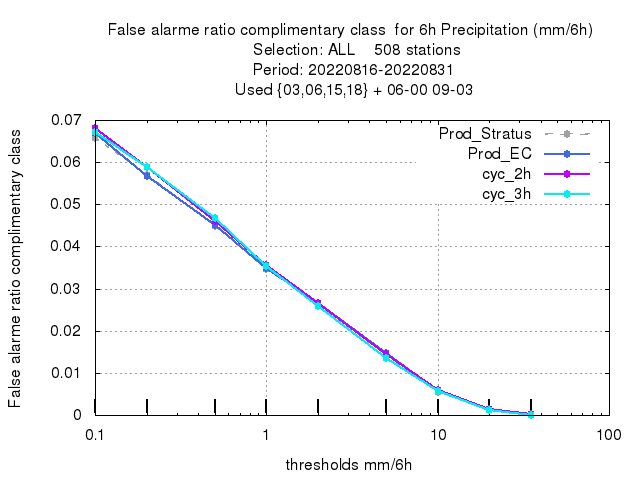 False alarme ratio complimentary class  for 6h Precipitation (mm/6h)
Selection: ALL    508 stations
Period: 20220816-20220831
Used {03,06,15,18} + 06-00 09-03
False alarme ratio complimentary class
0.07
0.06
0.05
0.04
0.03
0.02
0.01
0
Prod_Stratus
Prod_EC
cyc_2h
cyc_3h
0.1 1 10 100
thresholds mm/6h